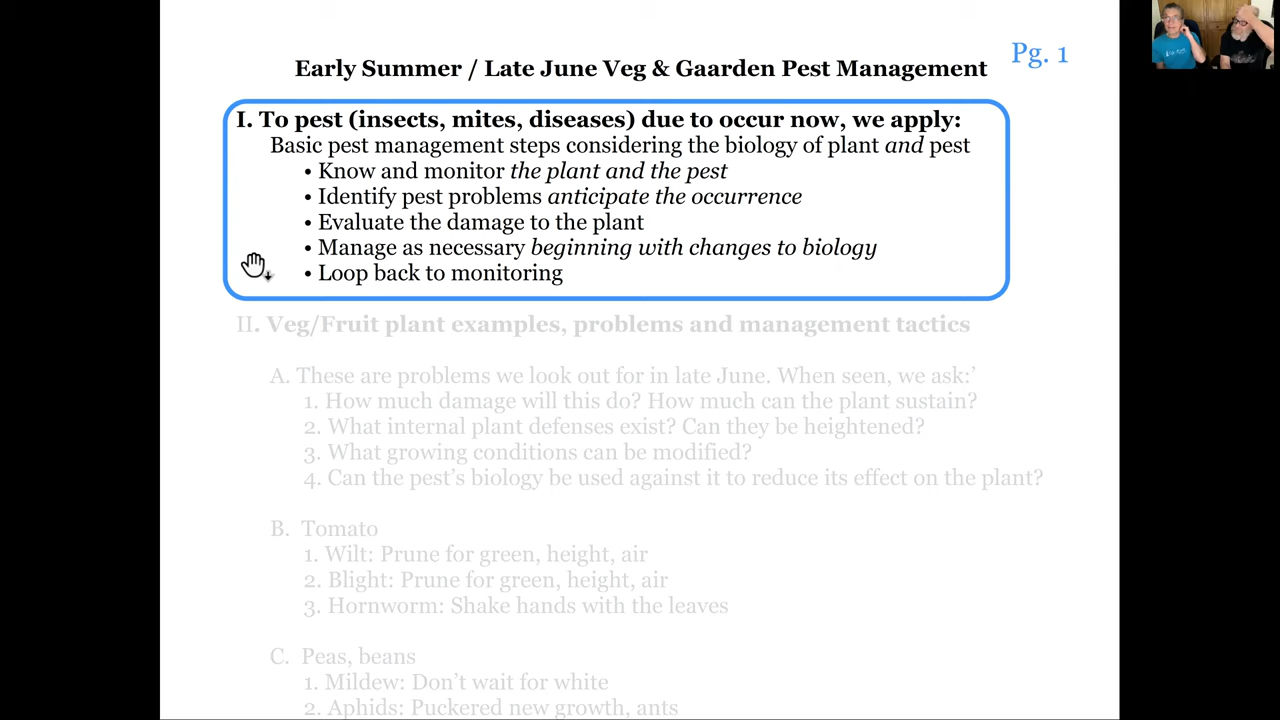 Pg. 1
Early Summer / Late June Veg & Gaarden Pest Management
I. To pest (insects, mites, diseases) due to occur now, we apply:
Basic pest management steps considering the biology of plant and pest
• Know and monitor the plant and the pest
• Identify pest problems anticipate the occurrence
• Evaluate the damage to the plant
• Manage as necessary beginning with changes to biology
• Loop back to monitoring
II. Veg/Fruit plant examples, problems and management tactics
A. These are problems we look out for in late June. When seen, we ask:’
1. How much damage will this do? How much can the plant sustain?
2. What internal plant defenses exist? Can they be heightened?
3. What growing conditions can be modified?
4. Can the pest’s biology be used against it to reduce its effect on the plant?
B. Tomato
1. Wilt: Prune for green, height, air
2. Blight: Prune for green, height, air
3. Hornworm: Shake hands with the leaves
C. Peas, beans
1. Mildew: Don’t wait for white
2. Aphids: Puckered new growth, ants